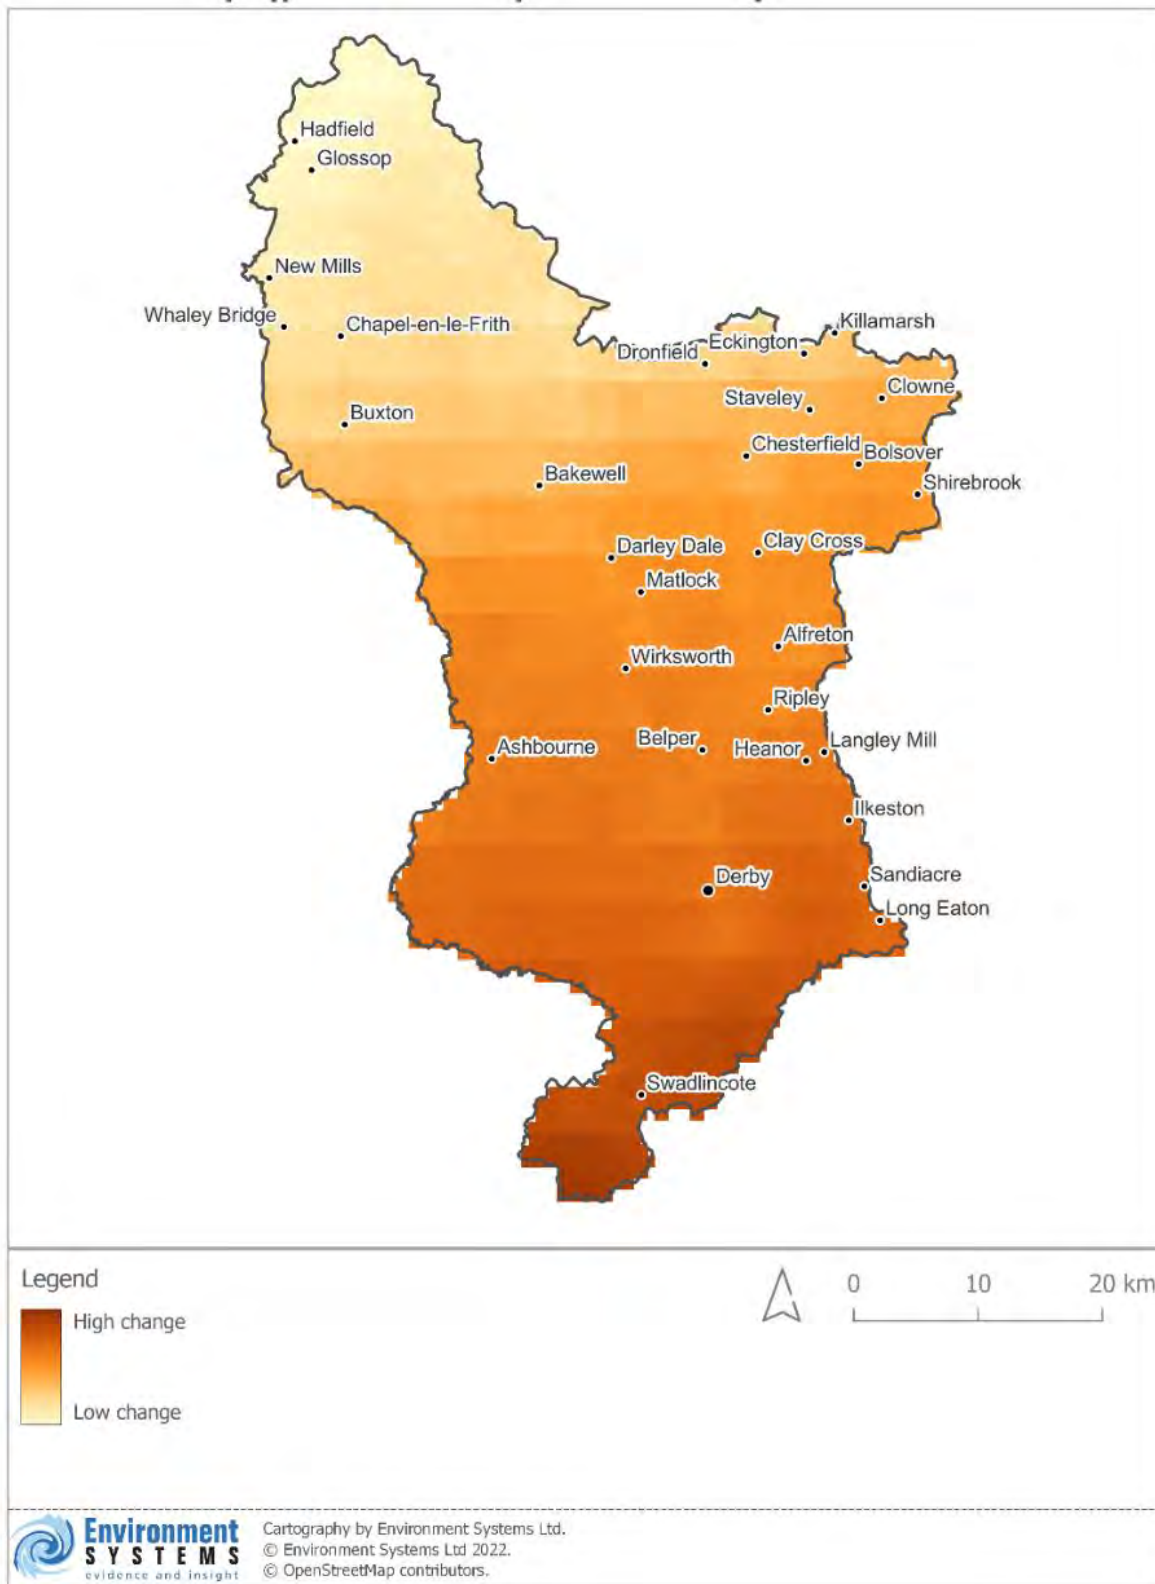 Hadfield
Glossop
New Mills
Whaley Bridge
Chapel-en-le-Frith
Killamarsh
Eckington
Dronfield
Clowne
Staveley
Buxton
Chesterfield
Bolsover
Bakewell
Shirebrook
Clay Cross
Darley Dale
Matlock
Alfreton
Wirksworth
Ripley
Belper
Langley Mill
Ashbourne
Heanor
Ilkeston
Derby
Sandiacre
Long Eaton
Swadlincote
Legend
High change
Low change
0 10 20 km
Environment
SYSTEMS
evidence and insight
Cartography by Environment Systems Ltd.
© Environment Systems Ltd 2022.
© OpenStreetMap contributors.